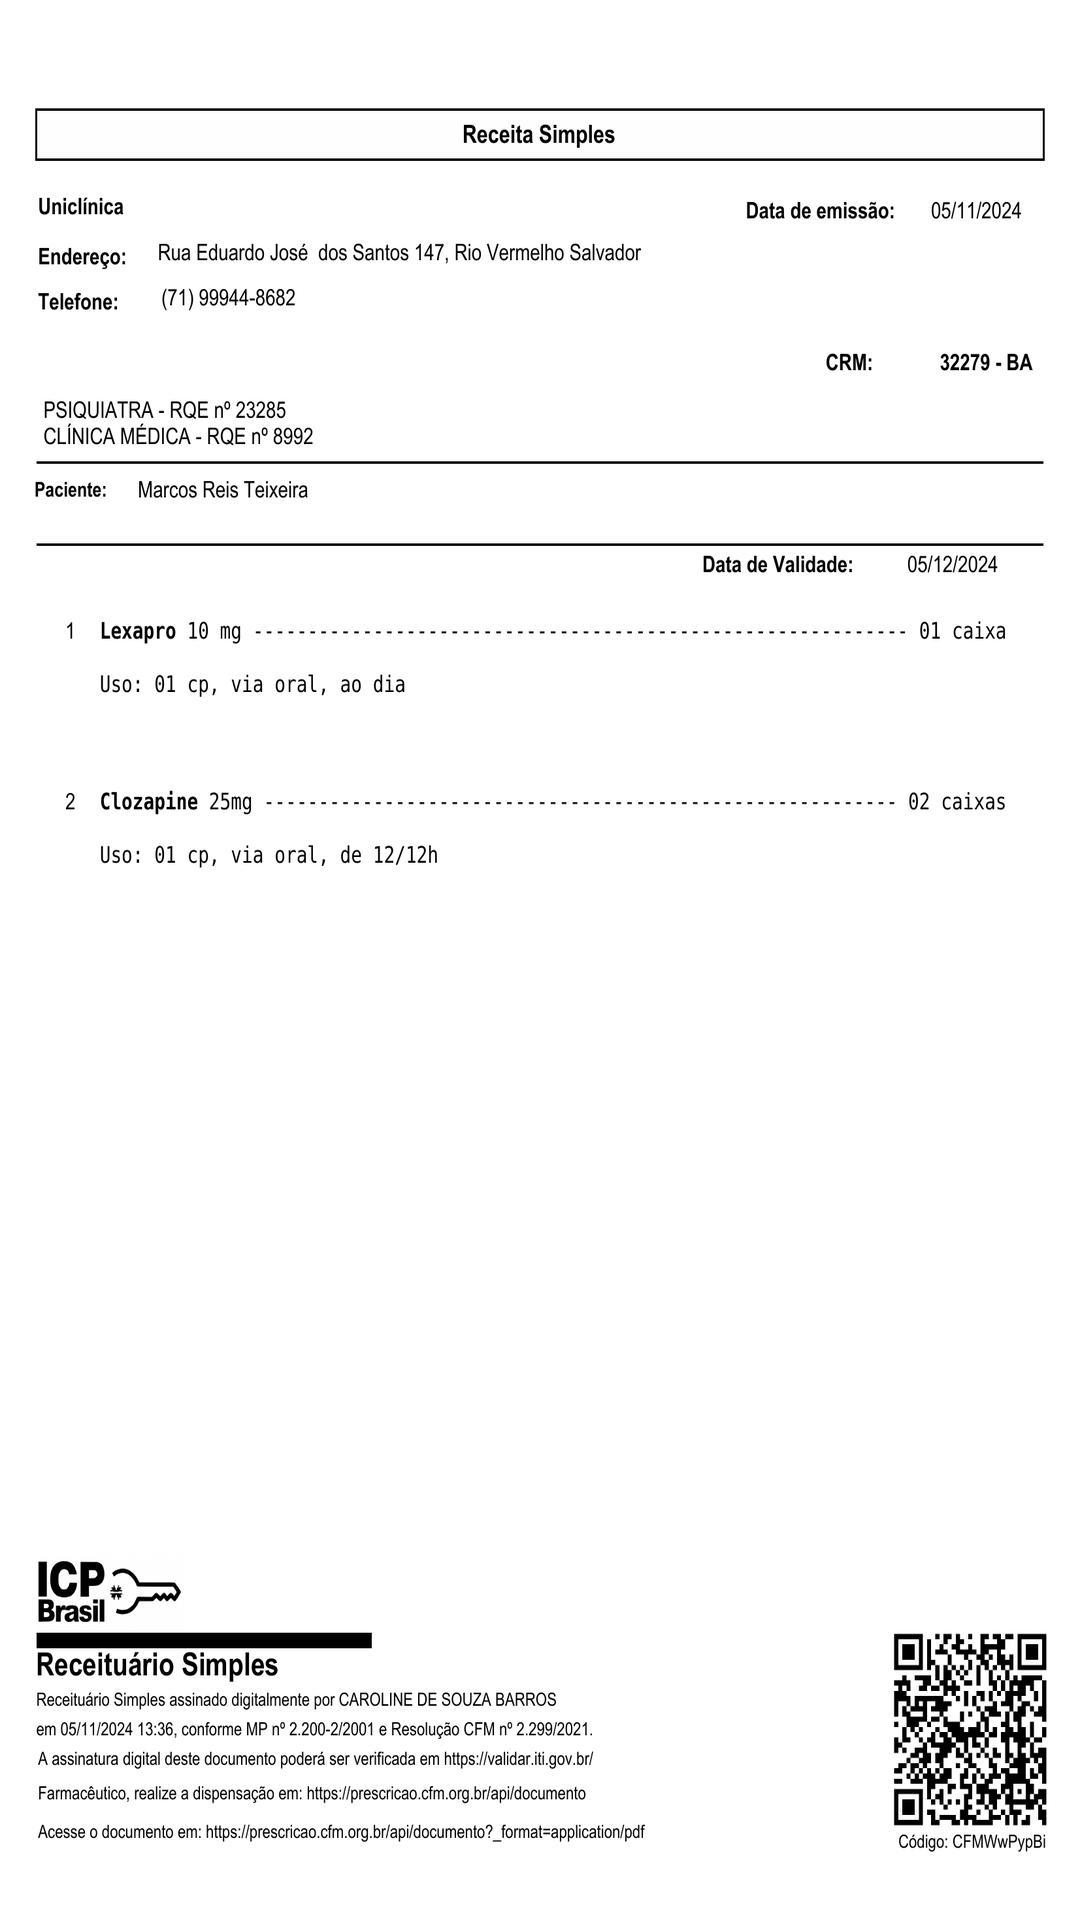 Receita Simples
Uniclínica
Data de emissão: 05/11/2024
Endereço: Rua Eduardo José dos Santos 147, Rio Vermelho Salvador
Telefone: (71) 99944-8682
CRM: 32279 - BA
PSIQUIATRA - RQE nº 23285
CLÍNICA MÉDICA - RQE nº 8992
Paciente: Marcos Reis Teixeira
Data de Validade: 05/12/2024
1 Lexapro 10 mg ------------------------------------------------------------ 01 caixa
Uso: 01 cp, via oral, ao dia
2 Clozapine 25mg ---------------------------------------------------------- 02 caixas
Uso: 01 cp, via oral, de 12/12h
ICP
Brasil
Receituário Simples
Receituário Simples assinado digitalmente por CAROLINE DE SOUZA BARROS
em 05/11/2024 13:36, conforme MP nº 2.200-2/2001 e Resolução CFM nº 2.299/2021.
A assinatura digital deste documento poderá ser verificada em https://validar.iti.gov.br/
Farmacêutico, realize a dispensação em: https://prescricao.cfm.org.br/api/documento
Acesse o documento em: https://prescricao.cfm.org.br/api/documento?_format=application/pdf
Código: CFMWwPypBi